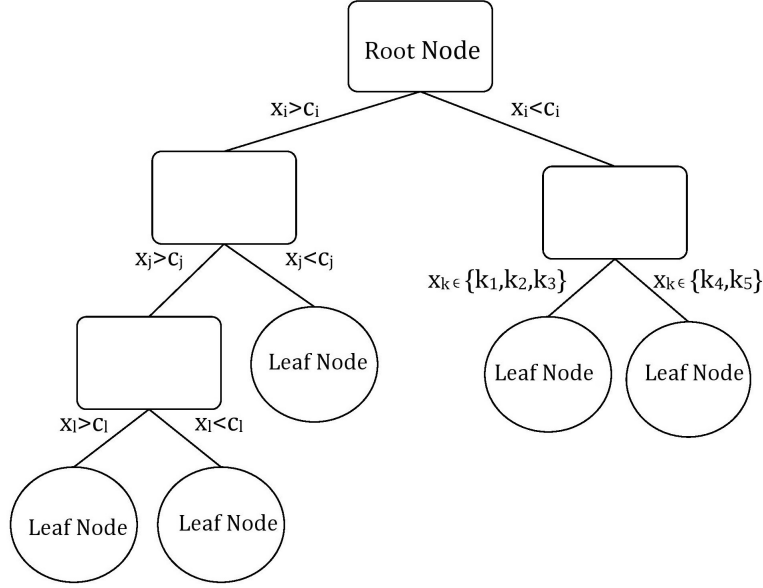 Root Node
xᵢ>cᵢ
xᵢ<cᵢ
xⱼ>cⱼ
xⱼ<cⱼ
xₖ ∈ {k₁,k₂,k₃}
xₖ ∈ {k₄,k₅}
Leaf Node
Leaf Node
Leaf Node
xₗ>cₗ
xₗ<cₗ
Leaf Node
Leaf Node